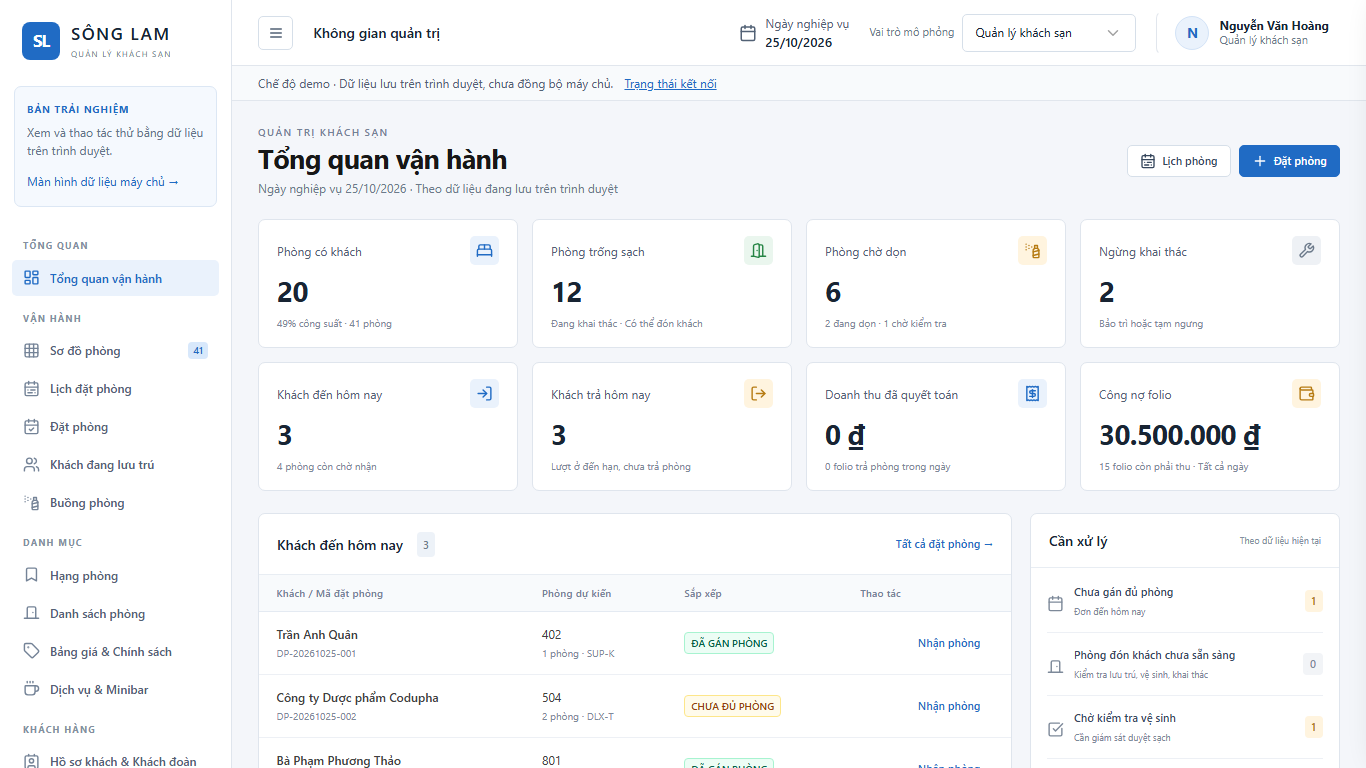 SL
SÔNG LAM
QUẢN LÝ KHÁCH SẠN
BẢN TRẢI NGHIỆM
Xem và thao tác thử bằng dữ liệu
trên trình duyệt.
Màn hình dữ liệu máy chủ →
TỔNG QUAN
Tổng quan vận hành
VẬN HÀNH
Sơ đồ phòng 41
Lịch đặt phòng
Đặt phòng
Khách đang lưu trú
Buồng phòng
DANH MỤC
Hạng phòng
Danh sách phòng
Bảng giá & Chính sách
Dịch vụ & Minibar
KHÁCH HÀNG
Hồ sơ khách & Khách đoàn
Không gian quản trị
Ngày nghiệp vụ
25/10/2026
Vai trò mô phỏng
Quản lý khách sạn
N
Nguyễn Văn Hoàng
Quản lý khách sạn
Chế độ demo · Dữ liệu lưu trên trình duyệt, chưa đồng bộ máy chủ. Trạng thái kết nối
QUẢN TRỊ KHÁCH SẠN
Tổng quan vận hành
Ngày nghiệp vụ 25/10/2026 · Theo dữ liệu đang lưu trên trình duyệt
Lịch phòng
Đặt phòng
Phòng có khách
20
49% công suất · 41 phòng
Phòng trống sạch
12
Đang khai thác · Có thể đón khách
Phòng chờ dọn
6
2 đang dọn · 1 chờ kiểm tra
Ngừng khai thác
2
Bảo trì hoặc tạm ngưng
Khách đến hôm nay
3
4 phòng còn chờ nhận
Khách trả hôm nay
3
Lượt ở đến hạn, chưa trả phòng
Doanh thu đã quyết toán
0 ₫
0 folio trả phòng trong ngày
Công nợ folio
30.500.000 ₫
15 folio còn phải thu · Tất cả ngày
Khách đến hôm nay 3
Tất cả đặt phòng →
Khách / Mã đặt phòng Phòng dự kiến Sắp xếp Thao tác
Trần Anh Quân 402 ĐÃ GÁN PHÒNG Nhận phòng
DP-20261025-001 1 phòng · SUP-K
Công ty Dược phẩm Codupha 504 CHƯA ĐỦ PHÒNG Nhận phòng
DP-20261025-002 2 phòng · DLX-T
Bà Phạm Phương Thảo 801 ĐÃ GÁN PHÒNG Nhận phòng
Cần xử lý
Theo dữ liệu hiện tại
Chưa gán đủ phòng 1
Đơn đến hôm nay
Phòng đón khách chưa sẵn sàng 0
Kiểm tra lưu trú, vệ sinh, khai thác
Chờ kiểm tra vệ sinh 1
Cần giám sát duyệt sạch